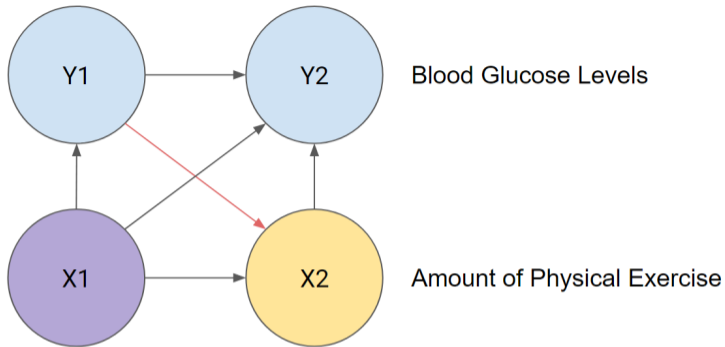 Y1 Y2 Blood Glucose Levels
X1 X2 Amount of Physical Exercise